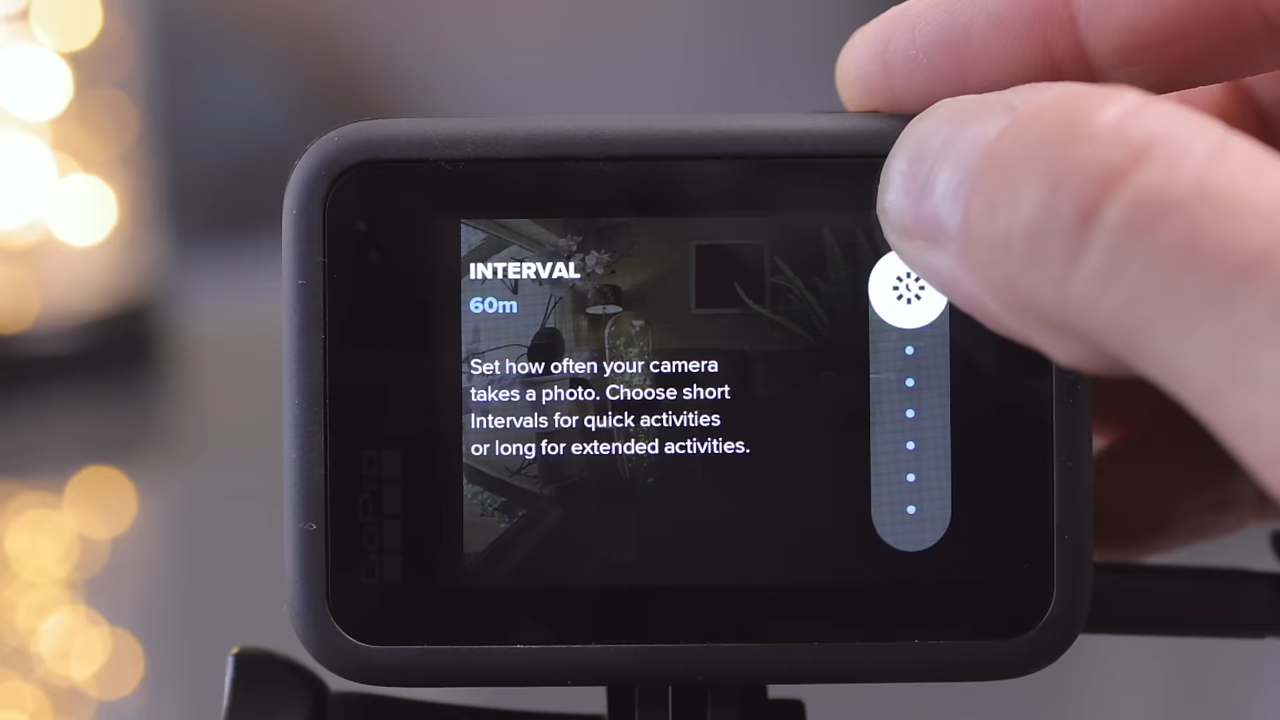 INTERVAL
60m
Set how often your camera
takes a photo. Choose short
Intervals for quick activities
or long for extended activities.
GoPro